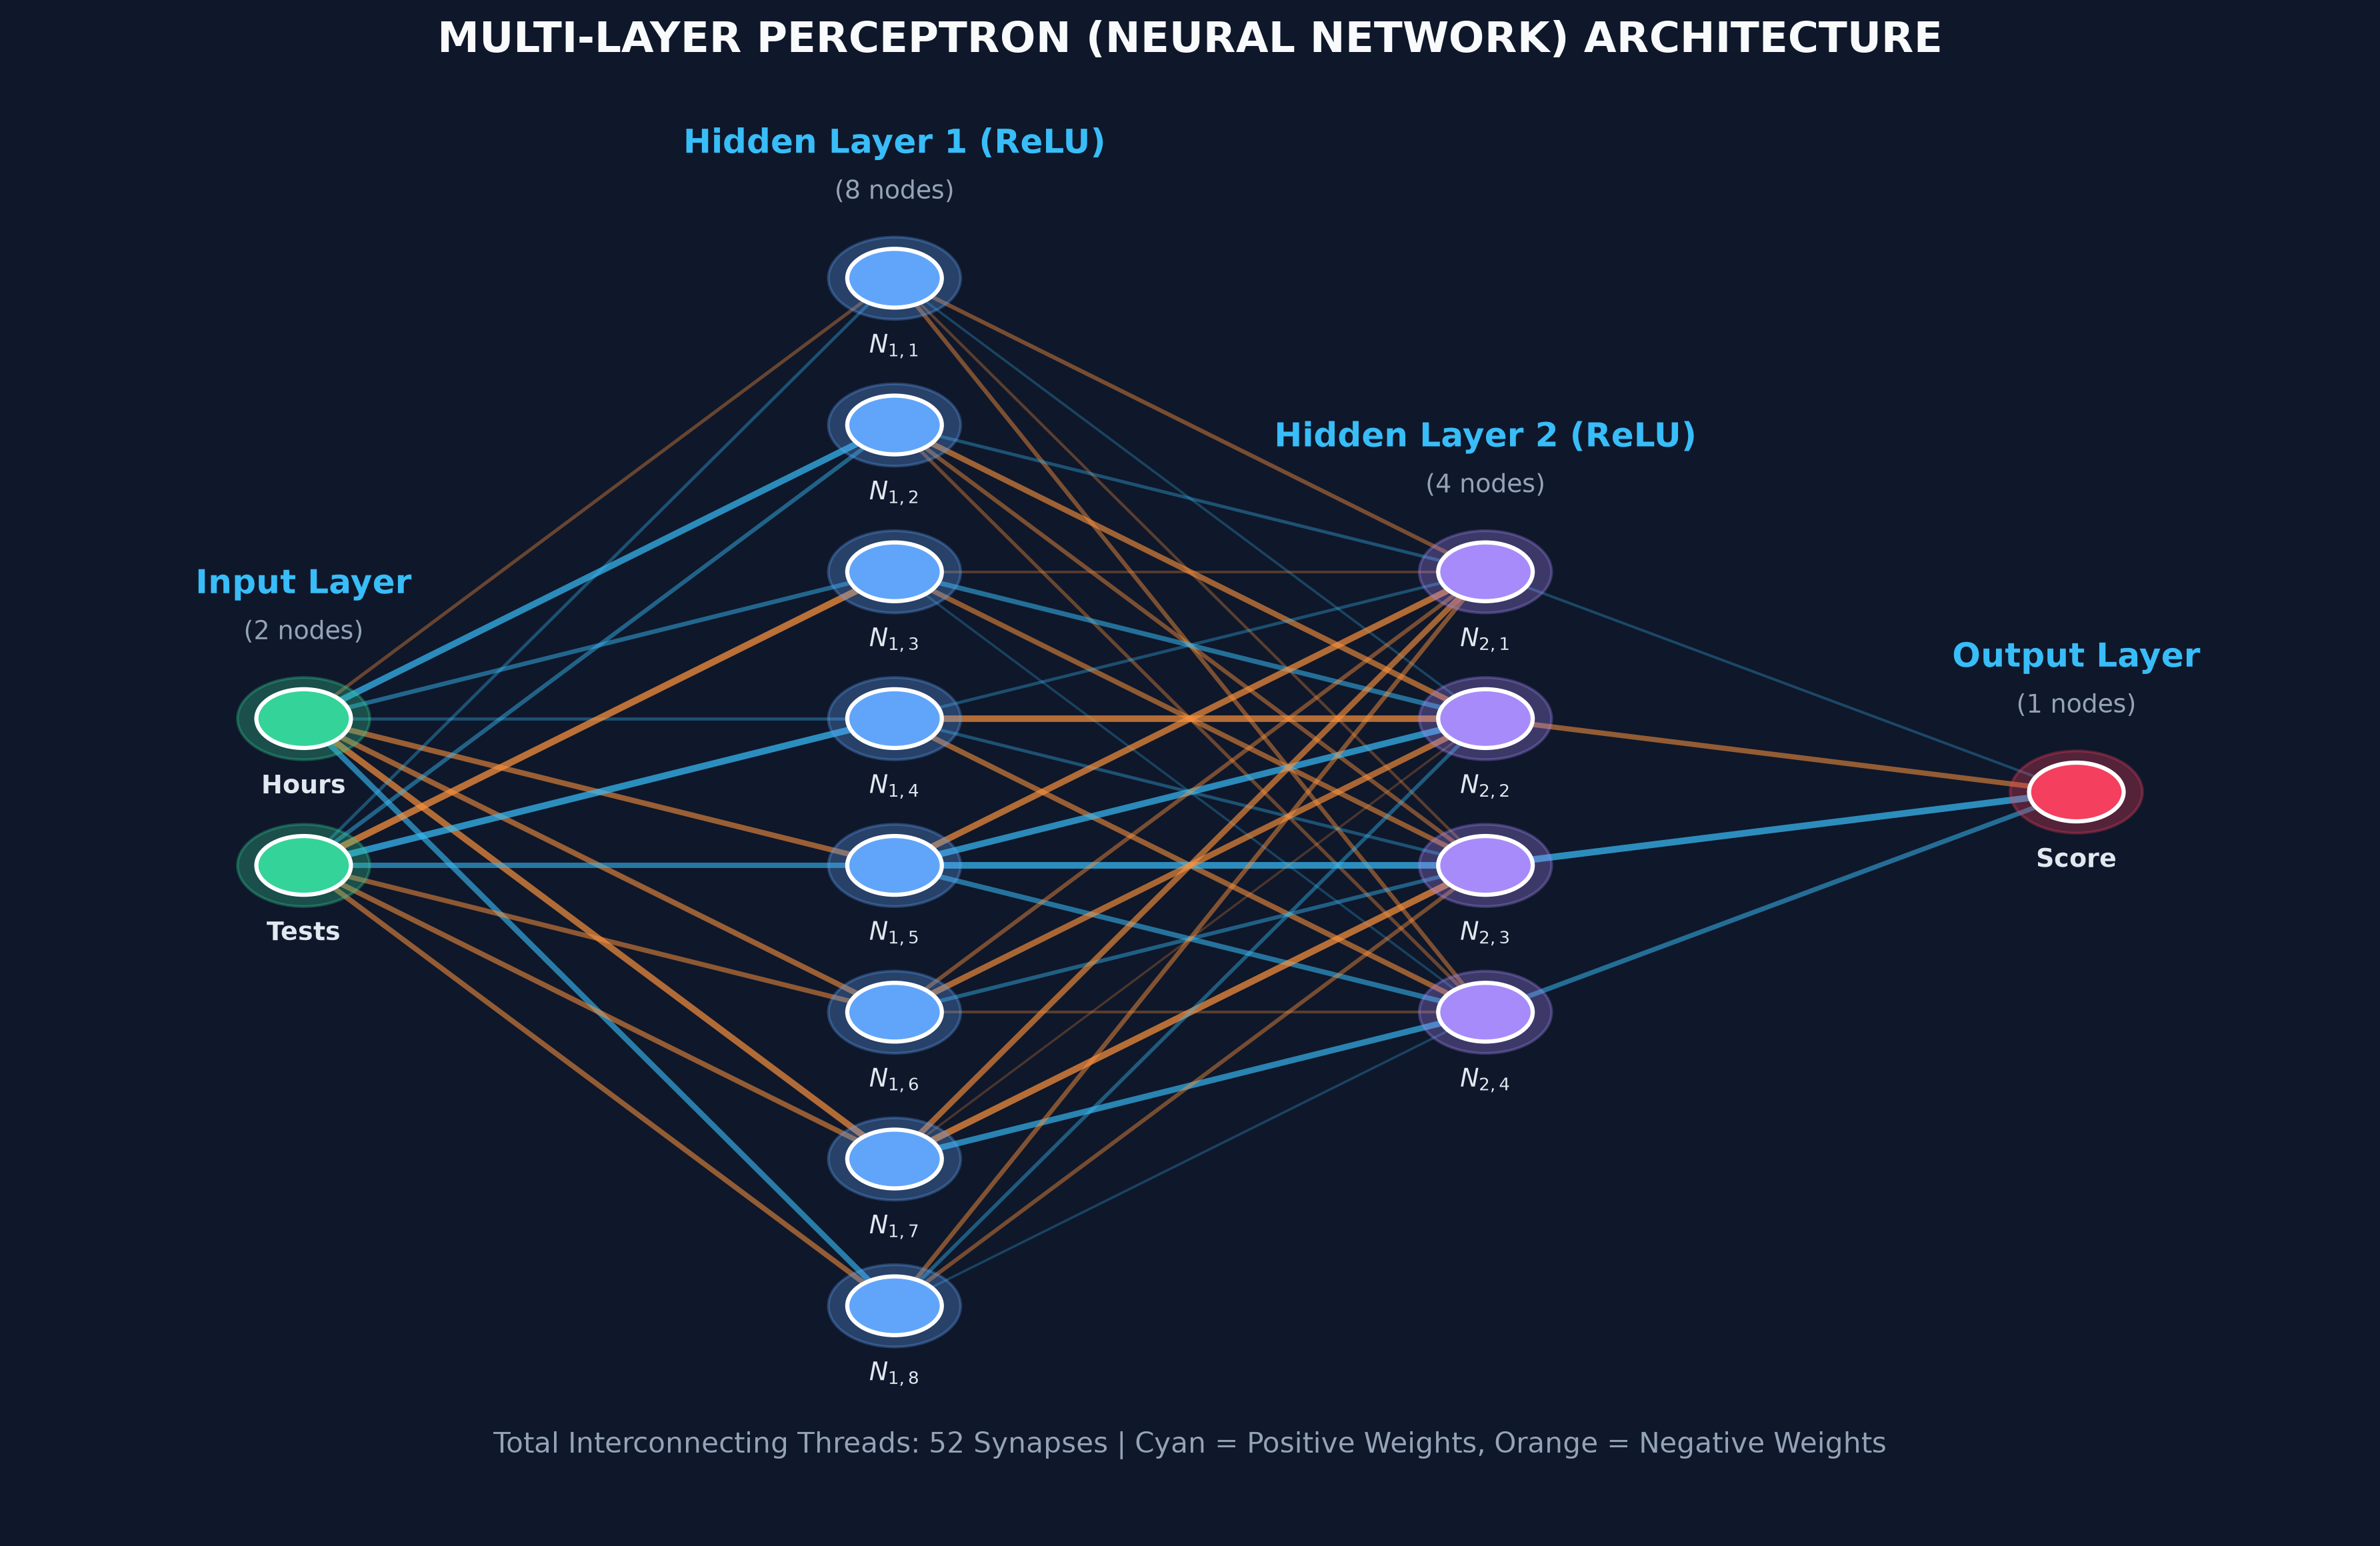 MULTI-LAYER PERCEPTRON (NEURAL NETWORK) ARCHITECTURE
Hidden Layer 1 (ReLU)
(8 nodes)
N1,1
N1,2
Hidden Layer 2 (ReLU)
(4 nodes)
Input Layer
(2 nodes)
N1,3
N2,1
Output Layer
(1 nodes)
Hours
N1,4
N2,2
Score
Tests
N1,5
N2,3
N1,6
N2,4
N1,7
N1,8
Total Interconnecting Threads: 52 Synapses | Cyan = Positive Weights, Orange = Negative Weights